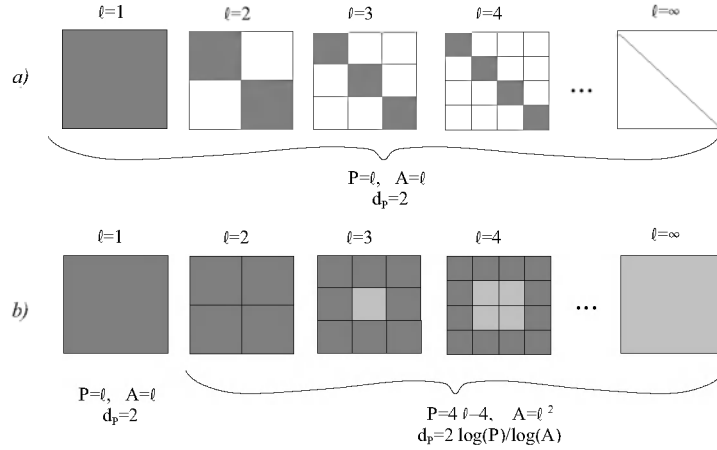 ℓ=1 ℓ=2 ℓ=3 ℓ=4 ℓ=∞
a) ...
P=ℓ, A=ℓ
dₚ=2
ℓ=1 ℓ=2 ℓ=3 ℓ=4 ℓ=∞
b) ...
P=ℓ, A=ℓ
dₚ=2
P=4 ℓ–4, A=ℓ ²
dₚ=2 log(P)/log(A)